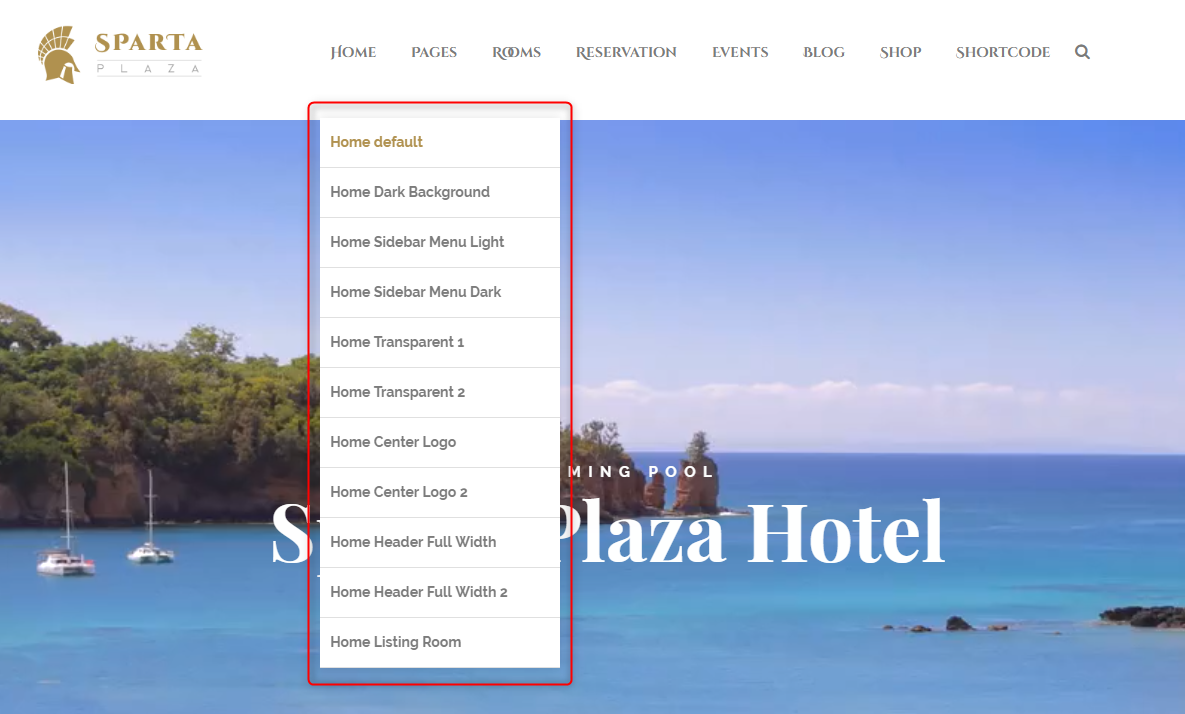 SPARTA
PLAZA
HOME PAGES ROOMS RESERVATION EVENTS BLOG SHOP SHORTCODE
Home default
Home Dark Background
Home Sidebar Menu Light
Home Sidebar Menu Dark
Home Transparent 1
Home Transparent 2
Home Center Logo
Home Center Logo 2
Home Header Full Width
Home Header Full Width 2
Home Listing Room
MING POOL
Plaza Hotel